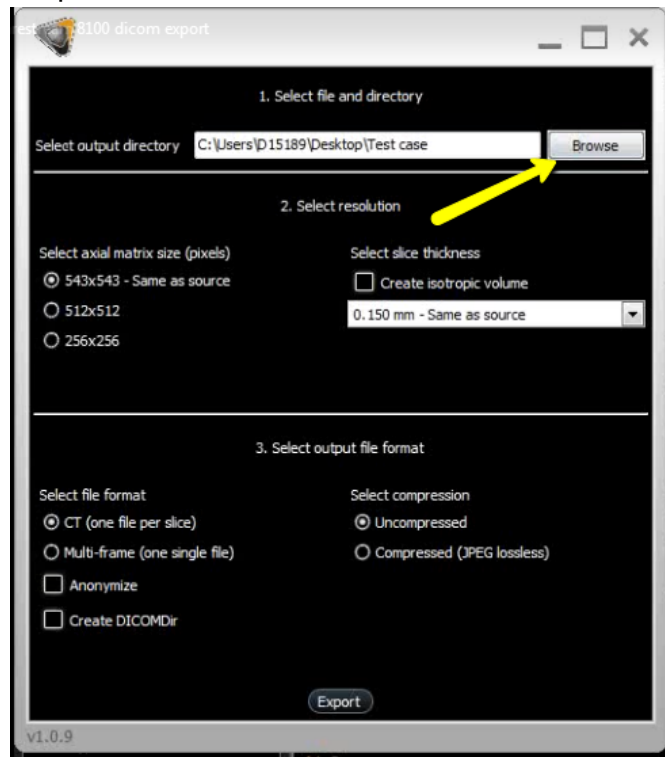 8100 dicom export
1. Select file and directory
Select output directory C:\Users\D15189\Desktop\Test case Browse
2. Select resolution
Select axial matrix size (pixels) Select slice thickness
543x543 - Same as source Create isotropic volume
512x512 0.150 mm - Same as source
256x256
3. Select output file format
Select file format Select compression
CT (one file per slice) Uncompressed
Multi-frame (one single file) Compressed (JPEG lossless)
Anonymize
Create DICOMDir
Export
v1.0.9